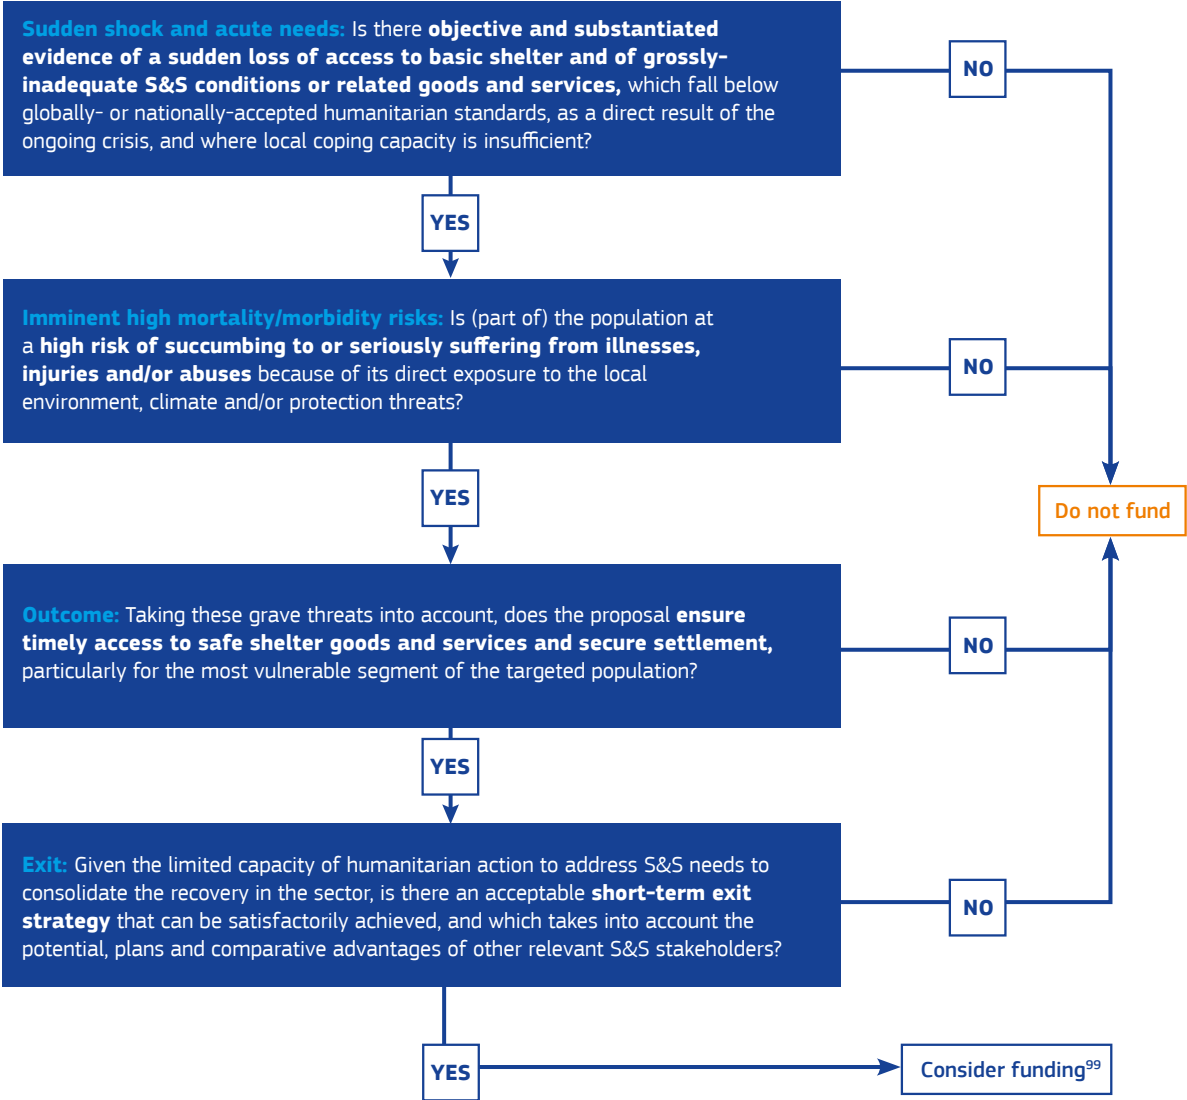 Sudden shock and acute needs: Is there objective and substantiated
evidence of a sudden loss of access to basic shelter and of grossly-
inadequate S&S conditions or related goods and services, which fall below
globally- or nationally-accepted humanitarian standards, as a direct result of the
ongoing crisis, and where local coping capacity is insufficient?
NO
YES
Imminent high mortality/morbidity risks: Is (part of) the population at
a high risk of succumbing to or seriously suffering from illnesses,
injuries and/or abuses because of its direct exposure to the local
environment, climate and/or protection threats?
NO
YES
Do not fund
Outcome: Taking these grave threats into account, does the proposal ensure
timely access to safe shelter goods and services and secure settlement,
particularly for the most vulnerable segment of the targeted population?
NO
YES
Exit: Given the limited capacity of humanitarian action to address S&S needs to
consolidate the recovery in the sector, is there an acceptable short-term exit
strategy that can be satisfactorily achieved, and which takes into account the
potential, plans and comparative advantages of other relevant S&S stakeholders?
NO
YES
Consider funding⁹⁹